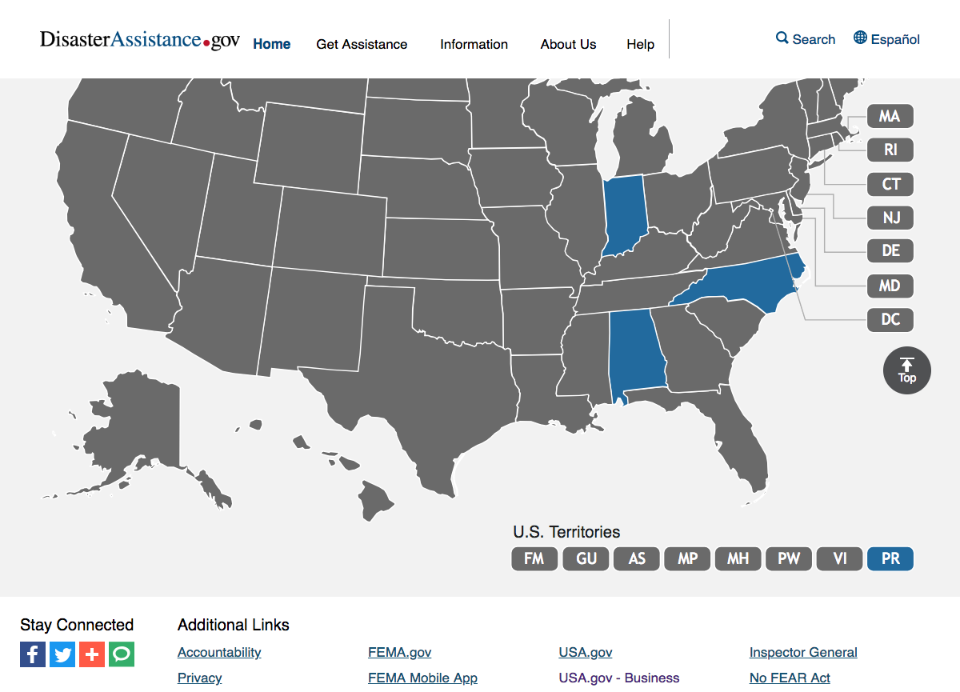 DisasterAssistance.gov Home Get Assistance Information About Us Help Search Español
MA
RI
CT
NJ
DE
MD
DC
Top
U.S. Territories
FM GU AS MP MH PW VI PR
Stay Connected Additional Links
Accountability FEMA.gov USA.gov Inspector General
Privacy FEMA Mobile App USA.gov - Business No FEAR Act